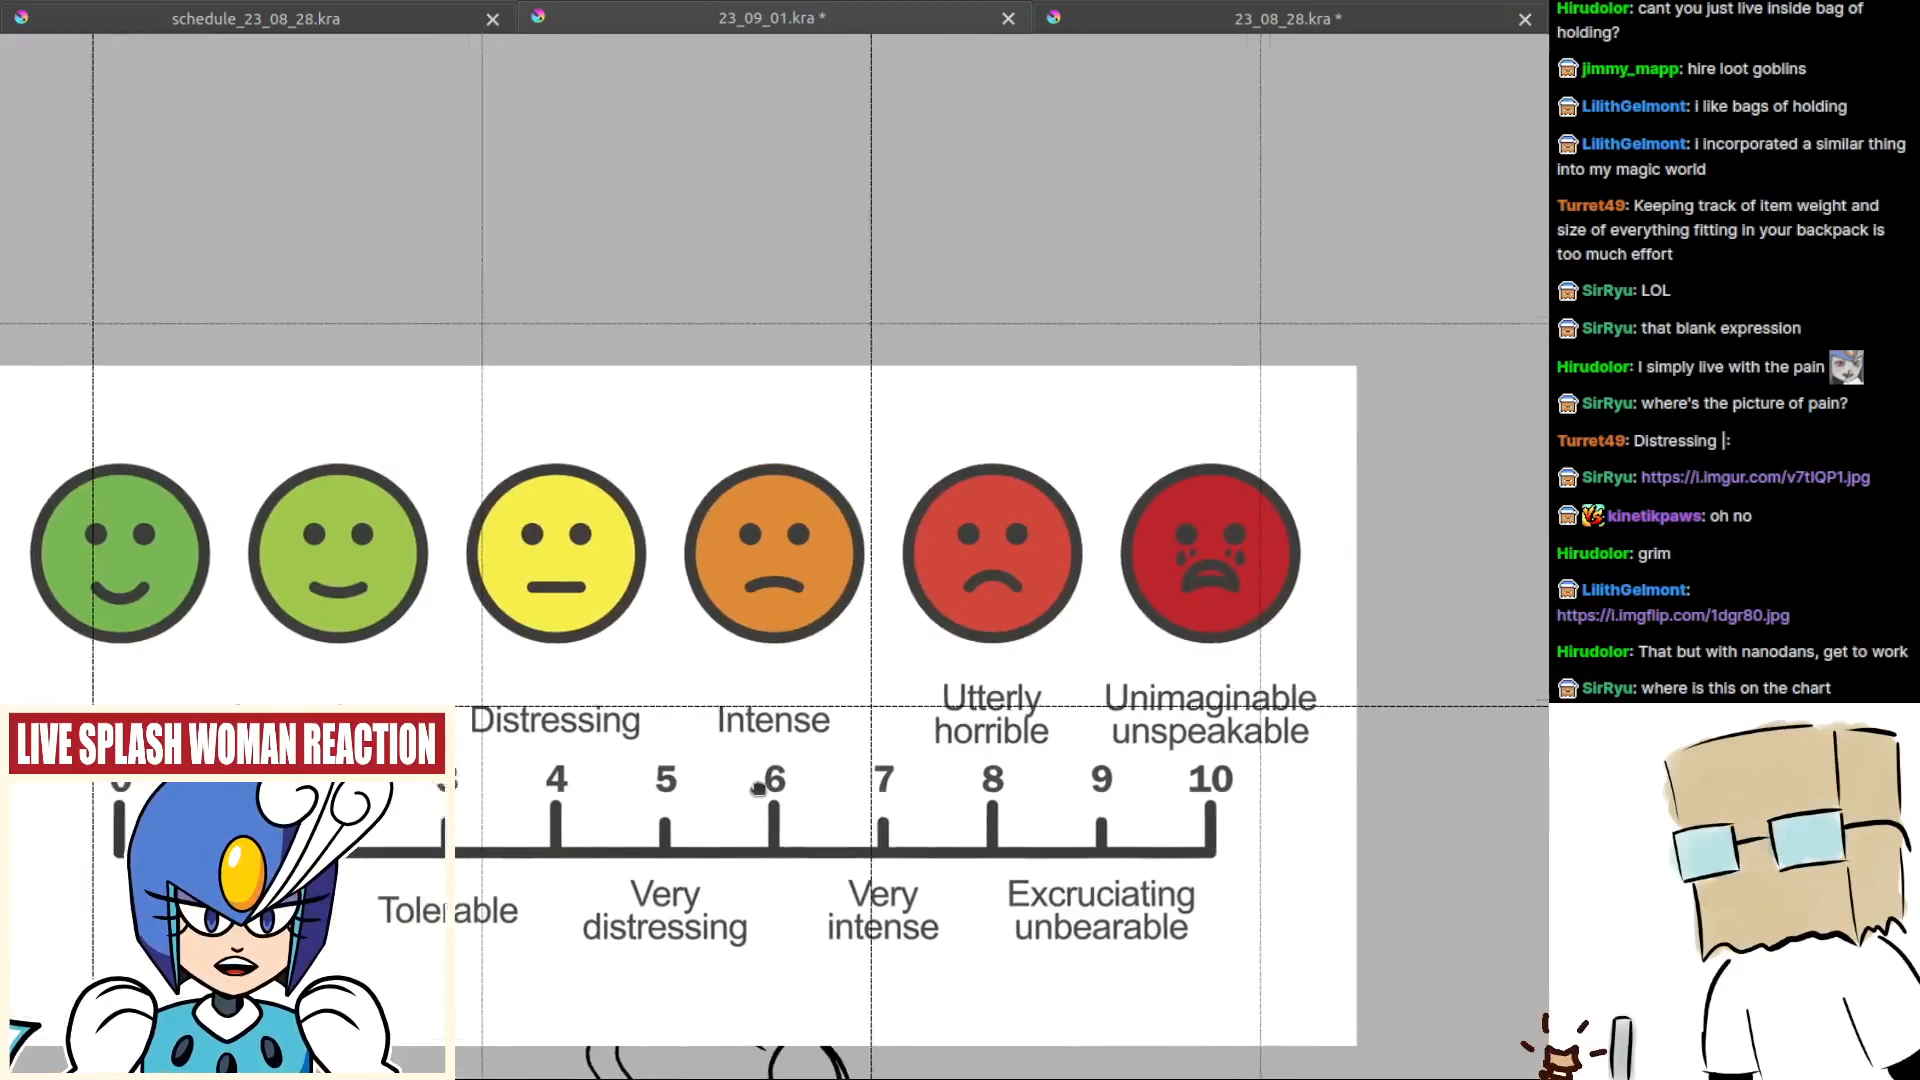 schedule_23_08_28.kra
23_09_01.kra *
23_08_28.kra *
Hirudolor: cant you just live inside bag of
holding?
jimmy_mapp: hire loot goblins
LilithGelmont: i like bags of holding
LilithGelmont: i incorporated a similar thing
into my magic world
Turret49: Keeping track of item weight and
size of everything fitting in your backpack is
too much effort
SirRyu: LOL
SirRyu: that blank expression
Hirudolor: I simply live with the pain
SirRyu: where's the picture of pain?
Turret49: Distressing |:
SirRyu: https://i.imgur.com/v7tIQP1.jpg
kinetikpaws: oh no
Hirudolor: grim
LilithGelmont:
https://i.imgflip.com/1dgr80.jpg
Hirudolor: That but with nanodans, get to work
SirRyu: where is this on the chart
Distressing
Intense
Utterly
horrible
Unimaginable
unspeakable
4 5 6 7 8 9 10
Tolerable
Very
distressing
Very
intense
Excruciating
unbearable
LIVE SPLASH WOMAN REACTION